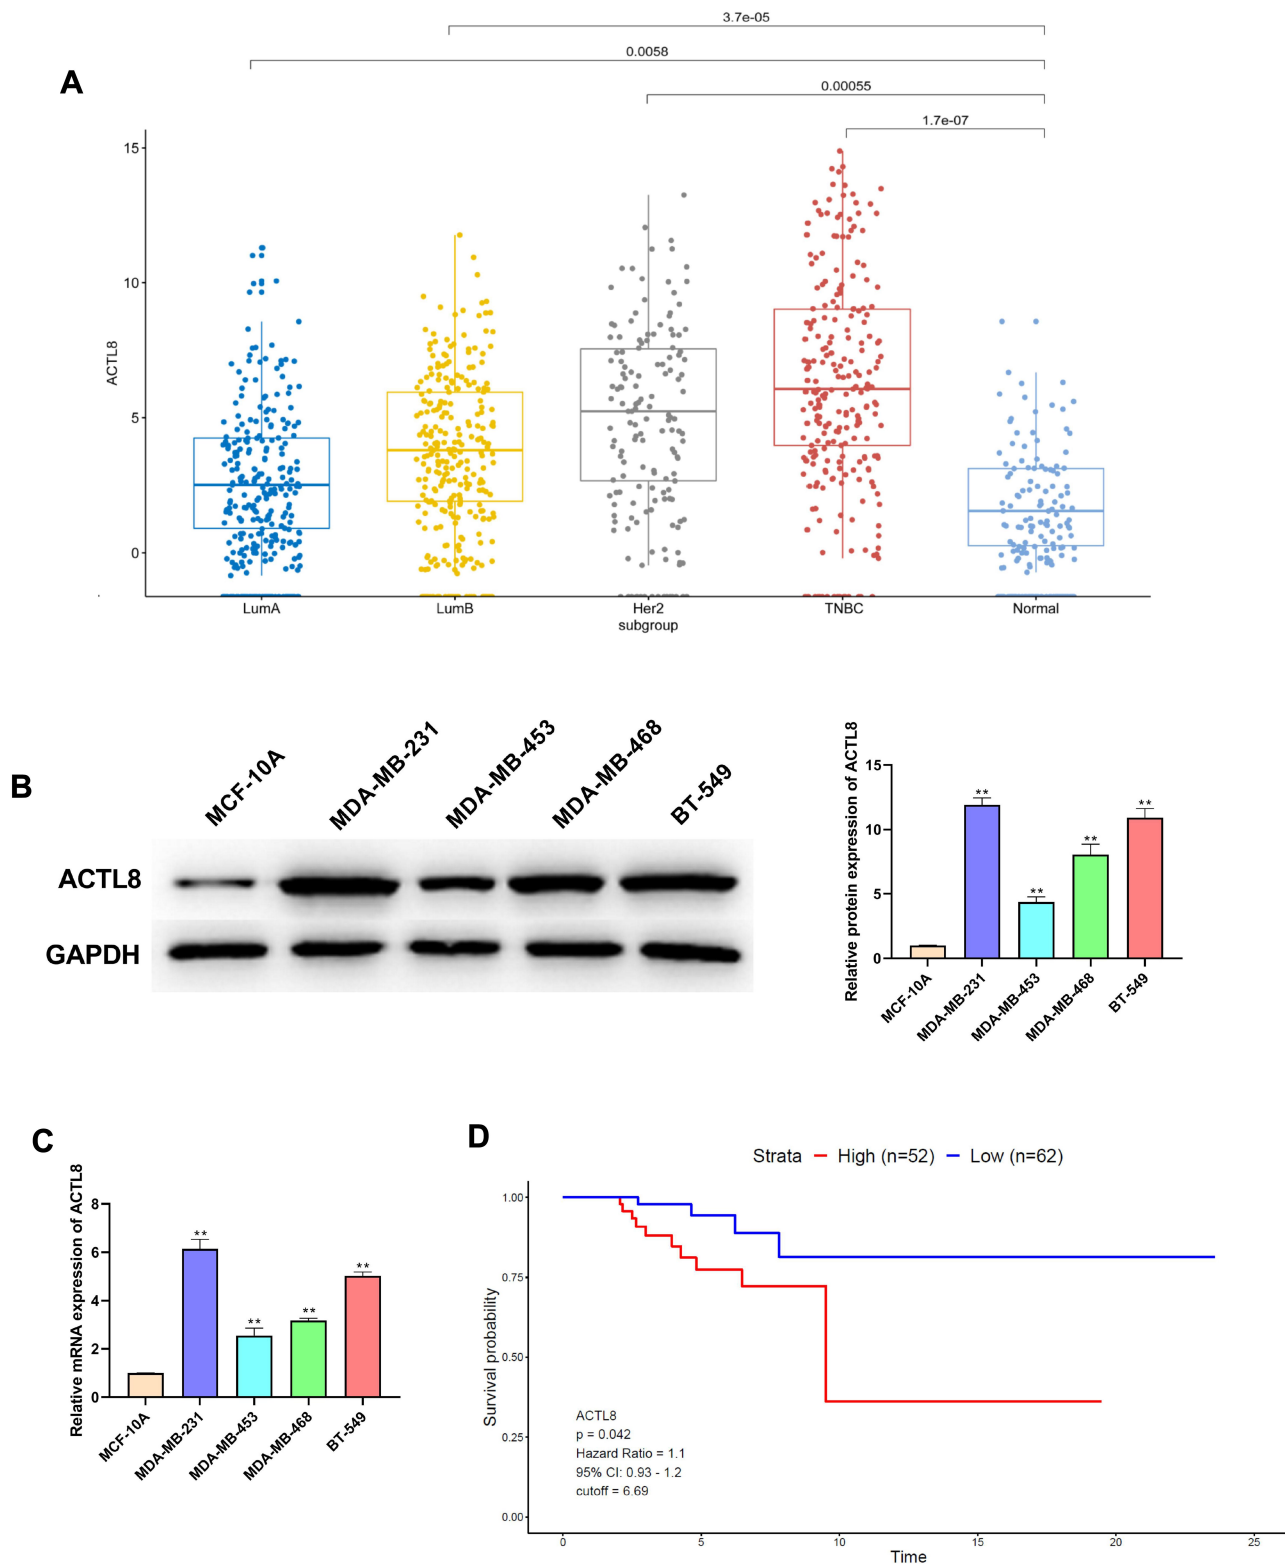 3.7e-05
0.0058
A
0.00055
1.7e-07
15
10
5
0
ACTL8
LumA LumB Her2 TNBC Normal
subgroup
B
MCF-10A MDA-MB-231 MDA-MB-453 MDA-MB-468 BT-549
ACTL8
GAPDH
Relative protein expression of ACTL8
15
10
5
0
** ** ** **
MCF-10A MDA-MB-231 MDA-MB-453 MDA-MB-468 BT-549
C
Relative mRNA expression of ACTL8
8
6
4
2
0
** ** ** **
MCF-10A MDA-MB-231 MDA-MB-453 MDA-MB-468 BT-549
D
Strata High (n=52) Low (n=62)
Survival probability
1.00
0.75
0.50
0.25
0.00
ACTL8
p = 0.042
Hazard Ratio = 1.1
95% CI: 0.93 - 1.2
cutoff = 6.69
0 5 10 15 20 25
Time